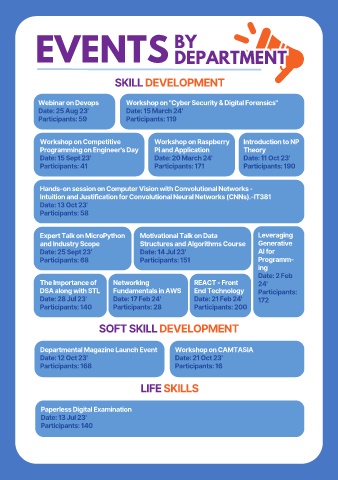 EVENTS BY
DEPARTMENT
SKILL DEVELOPMENT
Webinar on Devops
Date: 25 Aug 23'
Participants: 59
Workshop on "Cyber Security & Digital Forensics"
Date: 15 March 24'
Participants: 119
Workshop on Competitive
Programming on Engineer's Day
Date: 15 Sept 23'
Participants: 41
Workshop on Raspberry
Pi and Application
Date: 20 March 24'
Participants: 171
Introduction to NP
Theory
Date: 11 Oct 23'
Participants: 190
Hands-on session on Computer Vision with Convolutional Networks -
Intuition and Justification for Convolutional Neural Networks (CNNs).-IT381
Date: 13 Oct 23'
Participants: 58
Expert Talk on MicroPython
and Industry Scope
Date: 25 Sept 23'
Participants: 68
Motivational Talk on Data
Structures and Algorithms Course
Date: 14 Jul 23'
Participants: 151
Leveraging
Generative
AI for
Programm-
ing
Date: 2 Feb
24'
Participants:
172
The Importance of
DSA along with STL
Date: 28 Jul 23'
Participants: 140
Networking
Fundamentals in AWS
Date: 17 Feb 24'
Participants: 28
REACT - Front
End Technology
Date: 21 Feb 24'
Participants: 200
SOFT SKILL DEVELOPMENT
Departmental Magazine Launch Event
Date: 12 Oct 23'
Participants: 168
Workshop on CAMTASIA
Date: 21 Oct 23'
Participants: 16
LIFE SKILLS
Paperless Digital Examination
Date: 13 Jul 23'
Participants: 140